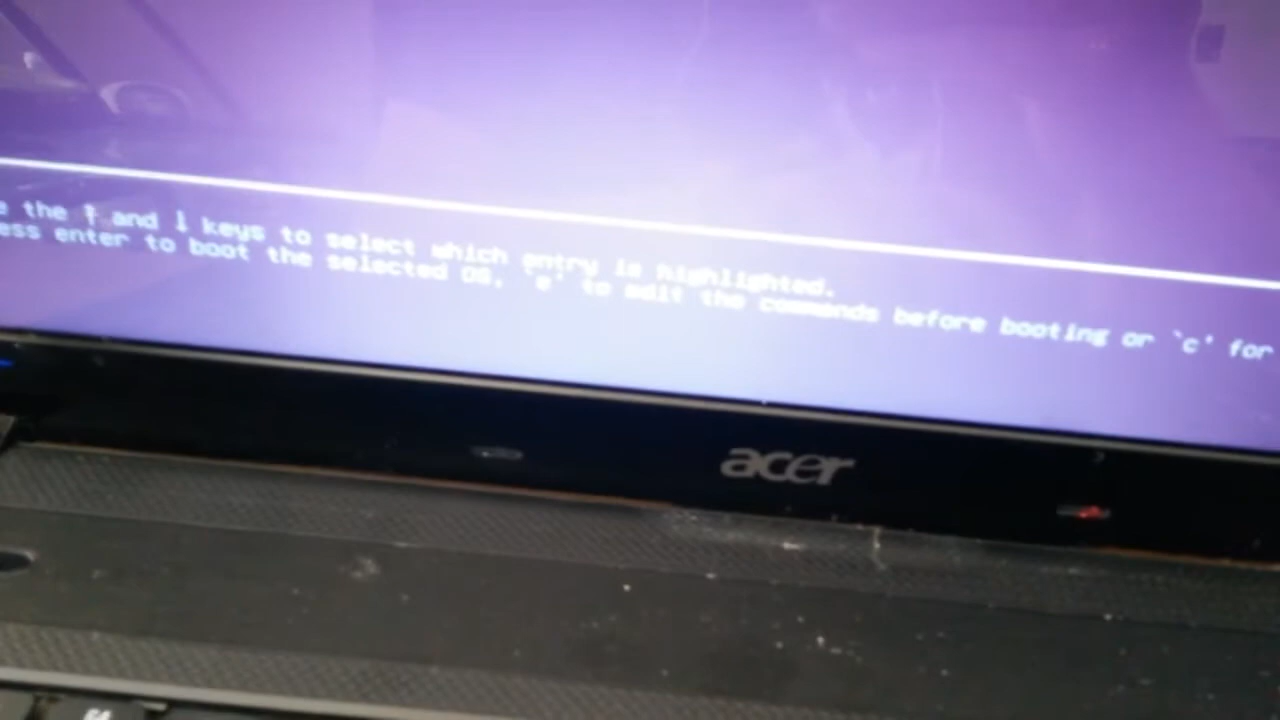 e the ↑ and ↓ keys to select which entry is highlighted.
ess enter to boot the selected OS, `e' to edit the commands before booting or `c' for
acer